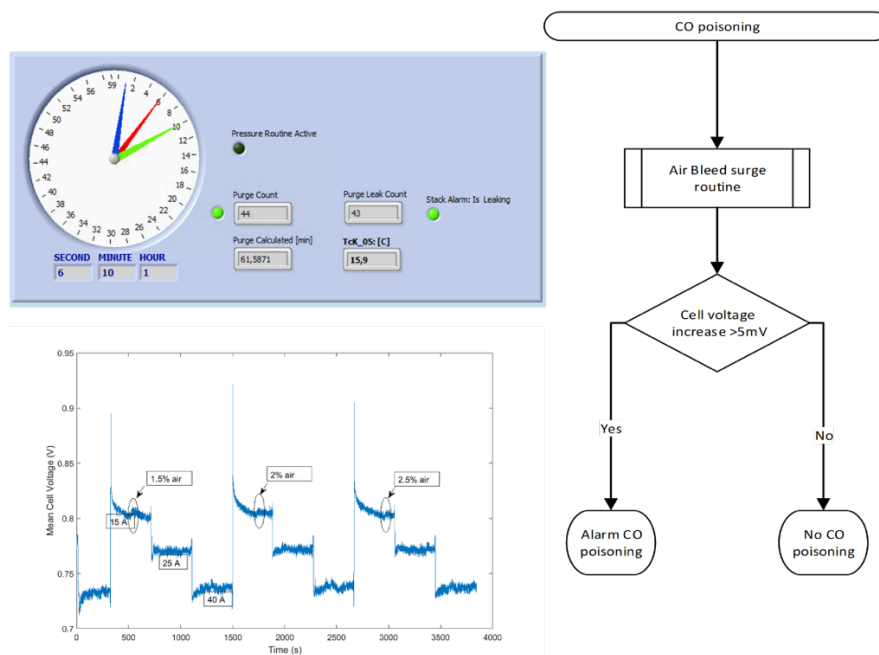 CO poisoning
Air Bleed surge
routine
Cell voltage
increase >5mV
Yes
No
Alarm CO
poisoning
No CO
poisoning
59
2
4
6
8
10
12
14
16
18
20
22
24
26
28
30
32
34
36
38
40
42
44
46
48
50
52
54
56
SECOND MINUTE HOUR
6 10 1
Pressure Routine Active
Purge Count
44
Purge Leak Count
43
Stack Alarm: Is Leaking
Purge Calculated [min]
61,5871
TcK_05: [C]
15,9
0.95
0.9
0.85
0.8
0.75
0.7
Mean Cell Voltage (V)
1.5% air
2% air
2.5% air
15 A
25 A
40 A
0 500 1000 1500 2000 2500 3000 3500 4000
Time (s)